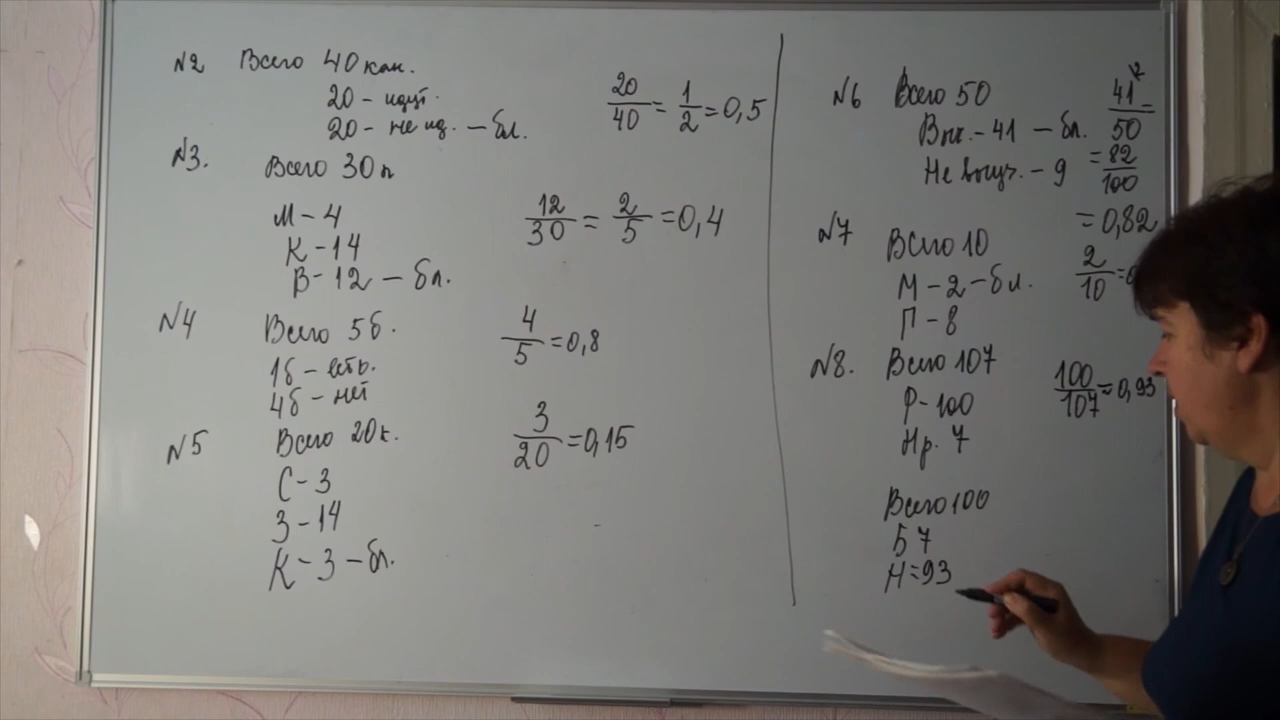 №2 Всего 40 кан.
20 – идут.
20 – не ид. – бл.
20/40 = 1/2 = 0,5
№3. Всего 30 п
М – 4
К – 14
В – 12 – бл.
12/30 = 2/5 = 0,4
№4 Всего 5б.
1б – есть.
4б – нет
4/5 = 0,8
№5 Всего 20к.
С – 3
З – 14
К – 3 – бл.
3/20 = 0,15
№6 Всего 50
– 41 – бл.
Не – 9
41/50
= 82/100
= 0,82
№7 Всего 10
М – 2 – бл.
П – 8
2/10 =
№8. Всего 107
Р – 100
Нр. 7
100/107 ≈ 0,93
Всего 100
Б 7
Н = 93